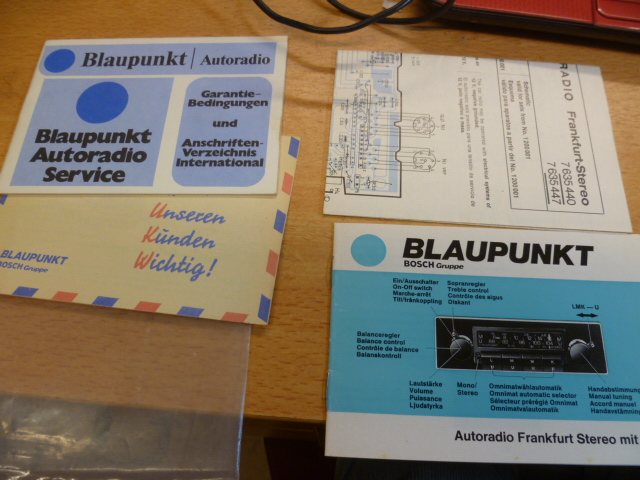 Blaupunkt | Autoradio
Blaupunkt
Autoradio
Service
Garantie-
Bedingungen
und
Anschriften-
Verzeichnis
International
Unseren
Kunden
Wichtig!
BLAUPUNKT
BOSCH Gruppe
RADIO Frankfurt-Stereo
7 635 440
7 635 447
BLAUPUNKT
BOSCH Gruppe
Ein/Ausschalter
On-Off switch
Marche-arrêt
Till/frånkoppling
Sopranregler
Treble control
Contrôle des aigus
Diskant
LMK — U
Balanceregler
Balance control
Contrôle de balance
Balanskontroll
Lautstärke
Volume
Puissance
Ljudstyrka
Mono/
Stereo
Omnimatwählautomatik
Omnimat automatic selector
Sélecteur préréglé Omnimat
Omnimatvalautomatik
Handabstimmung
Manual tuning
Accord manuel
Handavstämning
Autoradio Frankfurt Stereo mit